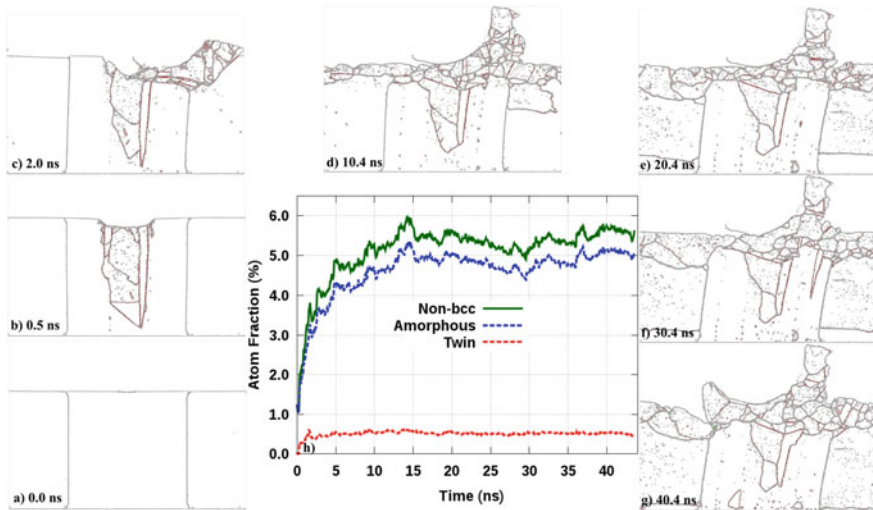 c) 2.0 ns
d) 10.4 ns
e) 20.4 ns
b) 0.5 ns
f) 30.4 ns
a) 0.0 ns
g) 40.4 ns
Atom Fraction (%)
6.0
5.0
4.0
3.0
2.0
1.0
0.0
Non-bcc
Amorphous
Twin
h)
0 5 10 15 20 25 30 35 40
Time (ns)